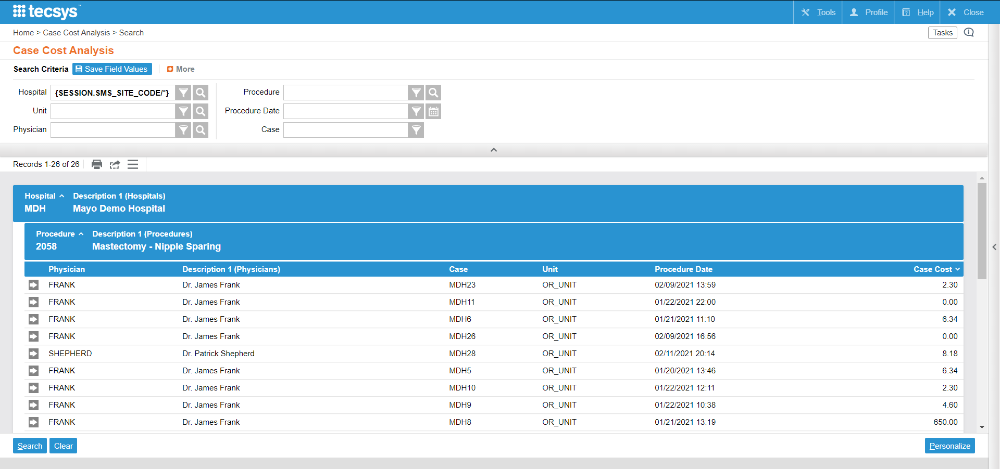 tecsys™
Tools
Profile
Help
Close
Home > Case Cost Analysis > Search
Tasks
Case Cost Analysis
Search Criteria
Save Field Values
More
Hospital {SESSION.SMS_SITE_CODE/*}
Procedure
Unit
Procedure Date
Physician
Case
Records 1-26 of 26
Hospital Description 1 (Hospitals)
MDH Mayo Demo Hospital
Procedure Description 1 (Procedures)
2058 Mastectomy - Nipple Sparing
Physician Description 1 (Physicians) Case Unit Procedure Date Case Cost
FRANK Dr. James Frank MDH23 OR_UNIT 02/09/2021 13:59 2.30
FRANK Dr. James Frank MDH11 OR_UNIT 01/22/2021 22:00 0.00
FRANK Dr. James Frank MDH6 OR_UNIT 01/21/2021 11:10 6.34
FRANK Dr. James Frank MDH26 OR_UNIT 02/09/2021 16:56 0.00
SHEPHERD Dr. Patrick Shepherd MDH28 OR_UNIT 02/11/2021 20:14 8.18
FRANK Dr. James Frank MDH5 OR_UNIT 01/20/2021 13:46 6.34
FRANK Dr. James Frank MDH10 OR_UNIT 01/22/2021 12:11 2.30
FRANK Dr. James Frank MDH9 OR_UNIT 01/22/2021 10:38 4.60
FRANK Dr. James Frank MDH8 OR_UNIT 01/21/2021 13:19 650.00
Search
Clear
Personalize